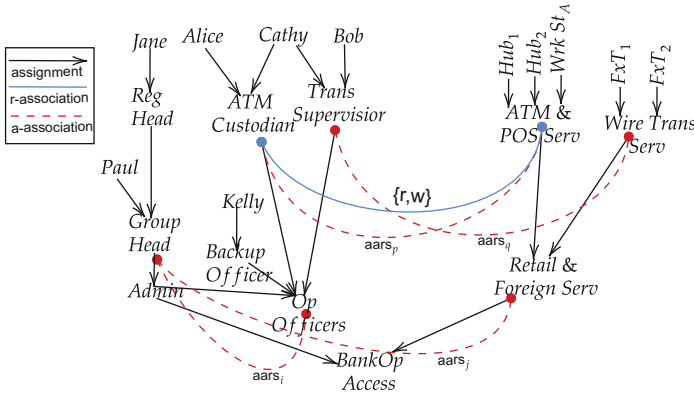 Jane
Alice
Cathy
Bob
Hub1
Hub2
Wrk StA
FxT1
FxT2
assignment
r-association
a-association
Reg
Head
ATM
Custodian
Trans
Supervisior
ATM &
POS Serv
Wire Trans
Serv
Paul
Kelly
{r,w}
Group
Head
Backup
Officer
aarsp
aarsq
Admin
Retail &
Foreign Serv
Op
Officers
BankOp
Access
aarsi
aarsj